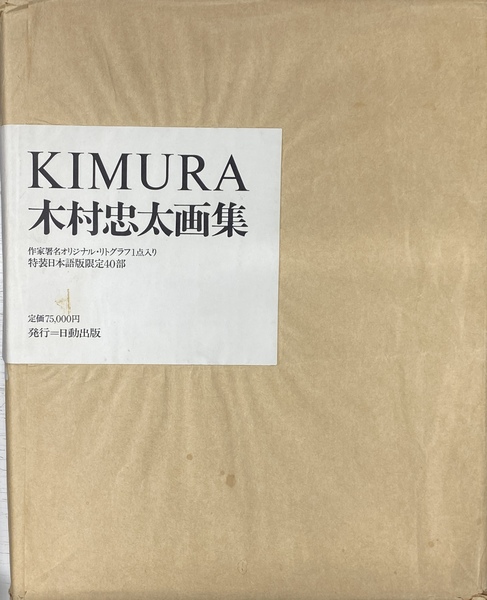 KIMURA
木村忠太画集
作家署名オリジナル・リトグラフ1点入り
特装日本語版限定40部
定価75,000円
発行=日動出版